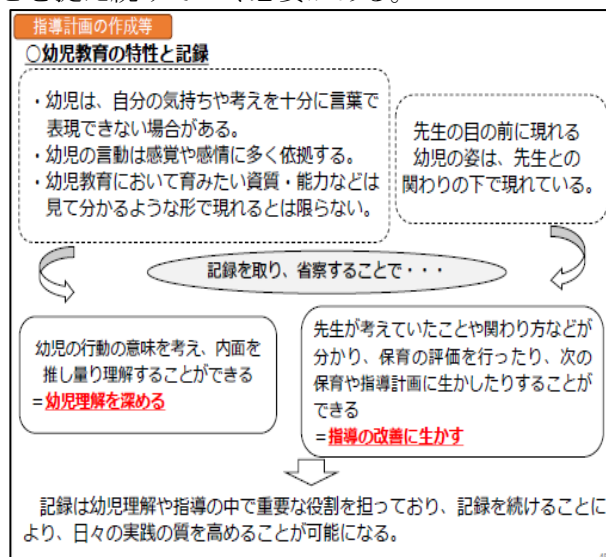 指導計画の作成等
○幼児教育の特性と記録
・幼児は、自分の気持ちや考えを十分に言葉で
表現できない場合がある。
・幼児の言動は感覚や感情に多く依拠する。
・幼児教育において育みたい資質・能力などは
見て分かるような形で現れるとは限らない。
先生の目の前に現れる
幼児の姿は、先生との
関わりの下で現れている。
記録を取り、省察することで・・・
幼児の行動の意味を考え、内面を
推し量り理解することができる
=幼児理解を深める
先生が考えていたことや関わり方などが
分かり、保育の評価を行ったり、次の
保育や指導計画に生かしたりすることが
できる
=指導の改善に生かす
記録は幼児理解や指導の中で重要な役割を担っており、記録を続けることに
より、日々の実践の質を高めることが可能になる。